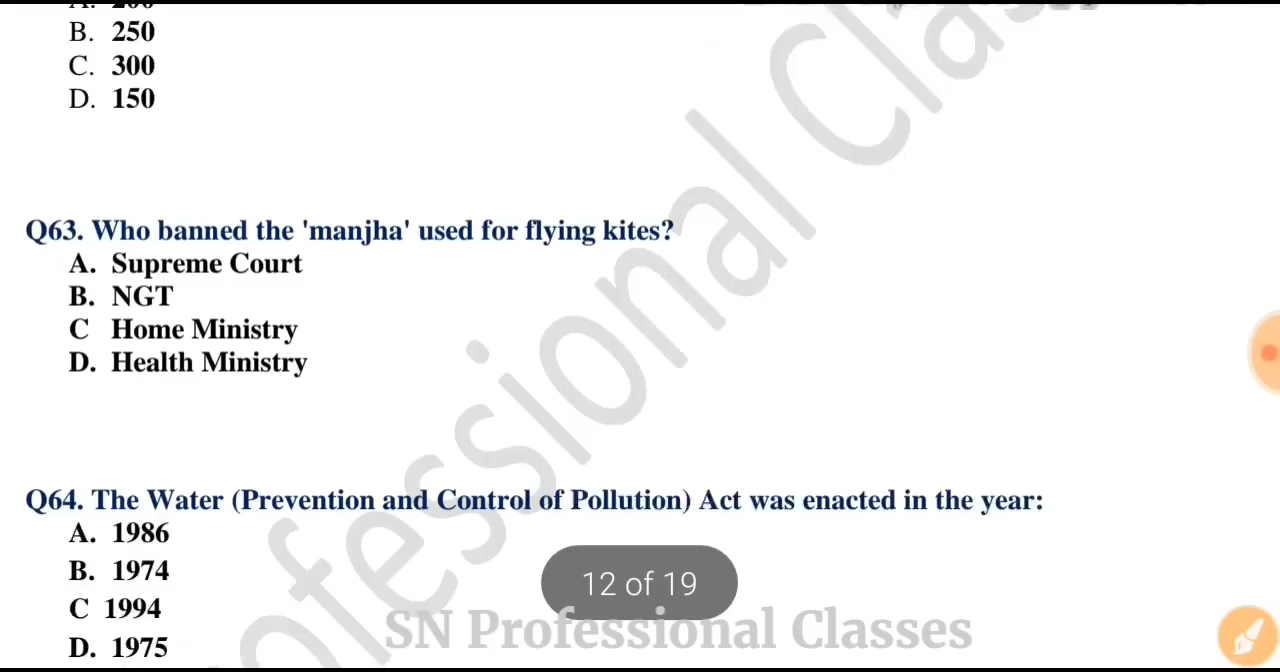 B. 250
C. 300
D. 150
Q63. Who banned the 'manjha' used for flying kites?
A. Supreme Court
B. NGT
C Home Ministry
D. Health Ministry
Q64. The Water (Prevention and Control of Pollution) Act was enacted in the year:
A. 1986
B. 1974
C 1994
D. 1975
12 of 19
SN Professional Classes